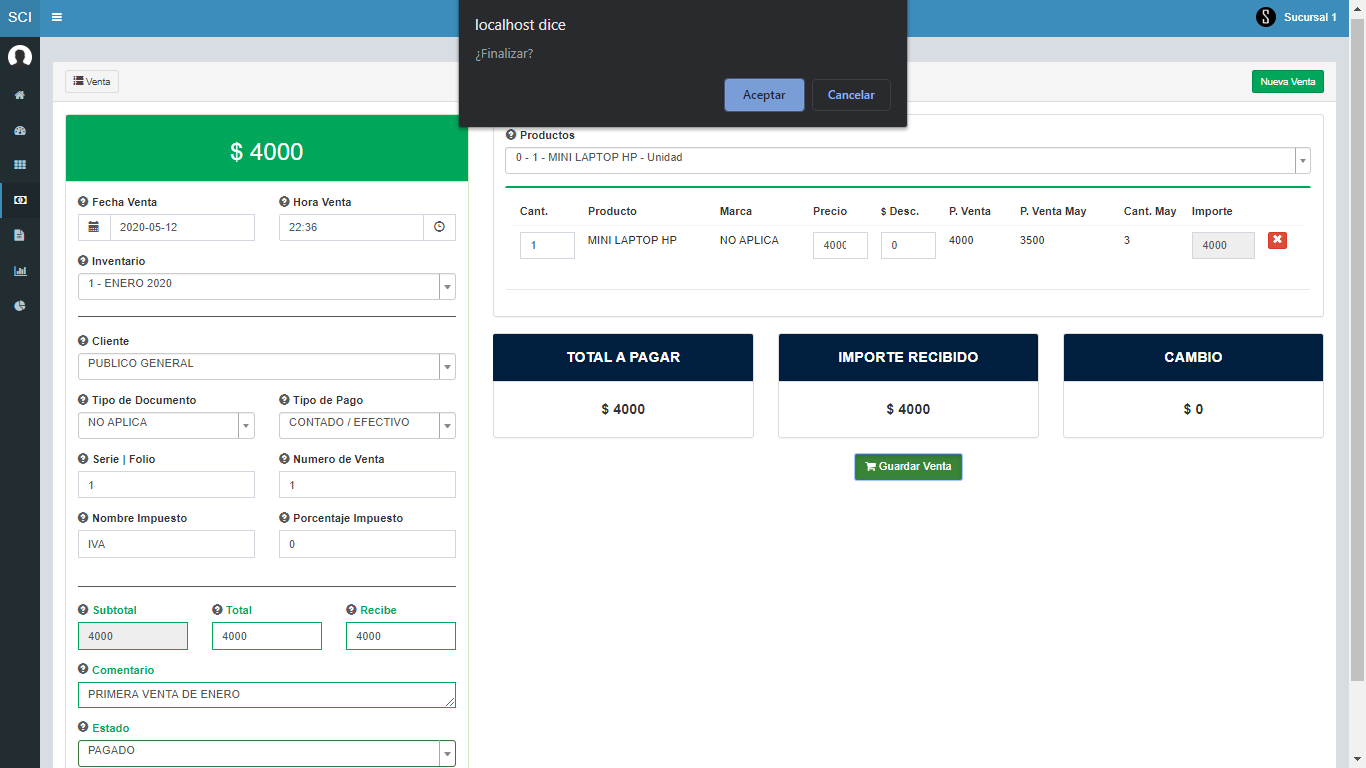 SCI
Sucursal 1
localhost dice
¿Finalizar?
Aceptar
Cancelar
Venta
Nueva Venta
$ 4000
Fecha Venta
Hora Venta
2020-05-12
22:36
Inventario
1 - ENERO 2020
Cliente
PUBLICO GENERAL
Tipo de Documento
Tipo de Pago
NO APLICA
CONTADO / EFECTIVO
Serie | Folio
Numero de Venta
1
1
Nombre Impuesto
Porcentaje Impuesto
IVA
0
Subtotal
Total
Recibe
4000
4000
4000
Comentario
PRIMERA VENTA DE ENERO
Estado
PAGADO
Productos
0 - 1 - MINI LAPTOP HP - Unidad
Cant. Producto Marca Precio $ Desc. P. Venta P. Venta May Cant. May Importe
1 MINI LAPTOP HP NO APLICA 4000 0 4000 3500 3 4000
TOTAL A PAGAR
$ 4000
IMPORTE RECIBIDO
$ 4000
CAMBIO
$ 0
Guardar Venta